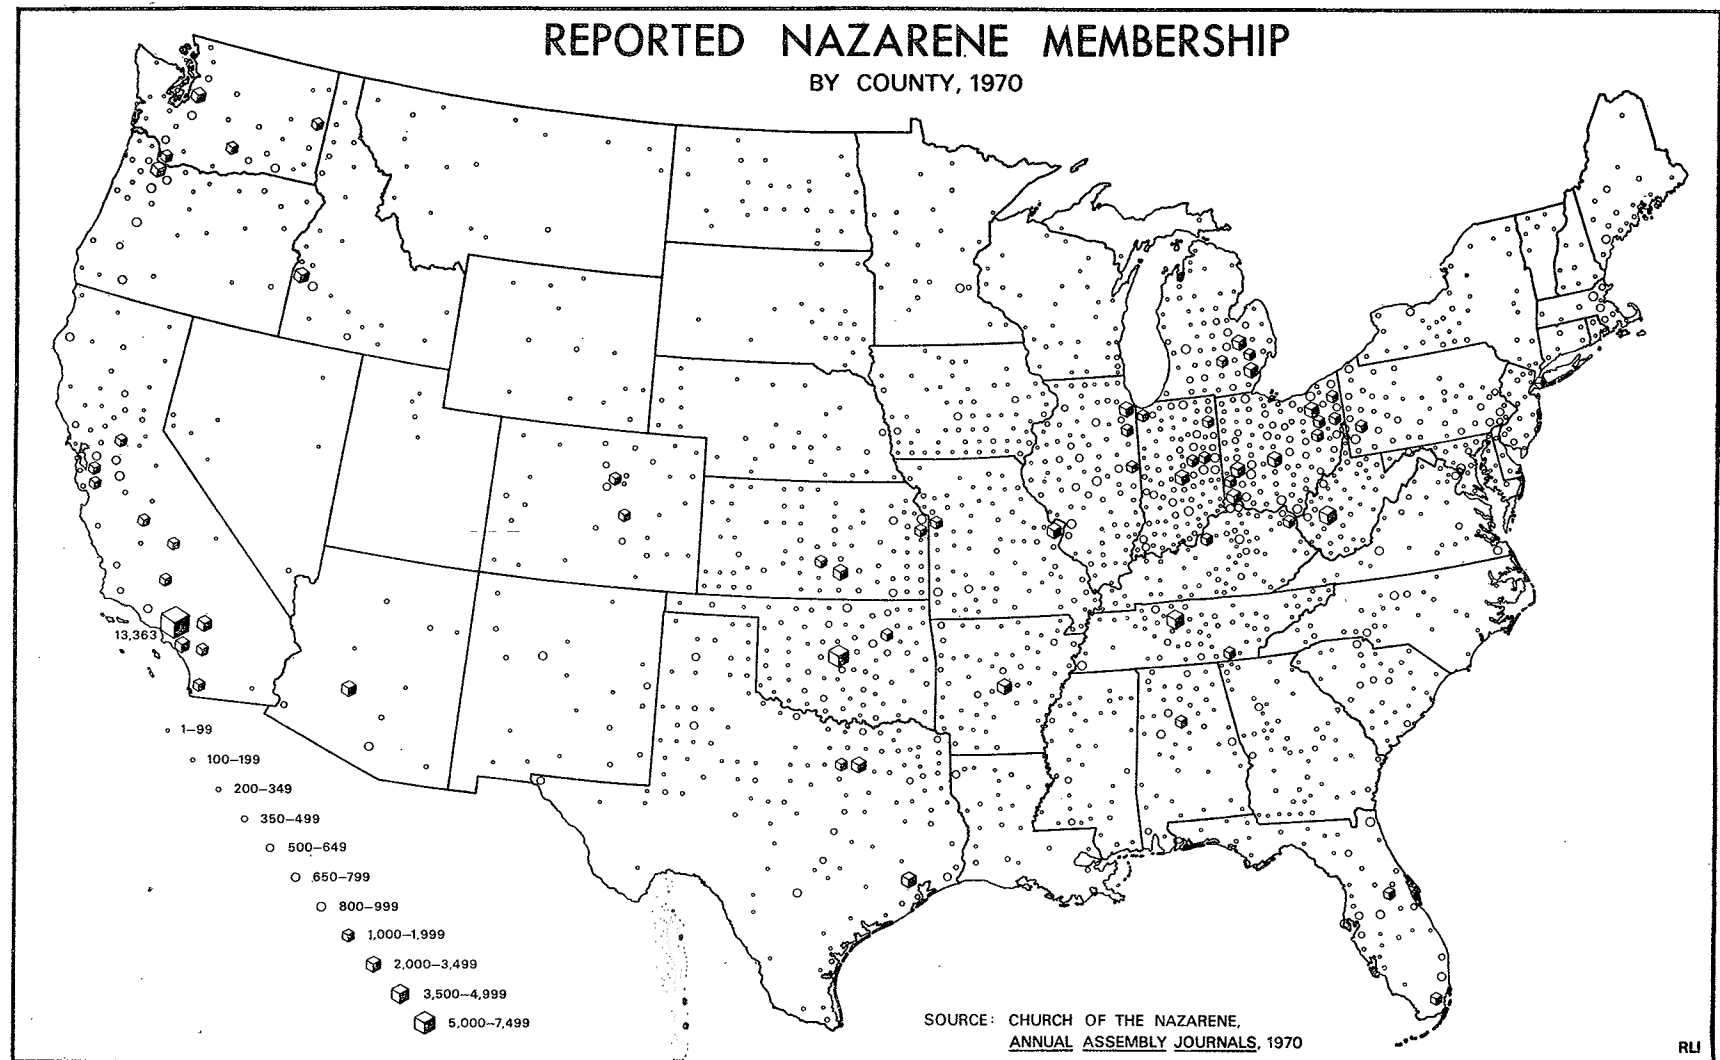 REPORTED NAZARENE MEMBERSHIP
BY COUNTY, 1970
13,363
1–99
100–199
200–349
350–499
500–649
650–799
800–999
1,000–1,999
2,000–3,499
3,500–4,999
5,000–7,499
SOURCE: CHURCH OF THE NAZARENE,
ANNUAL ASSEMBLY JOURNALS, 1970
RLI